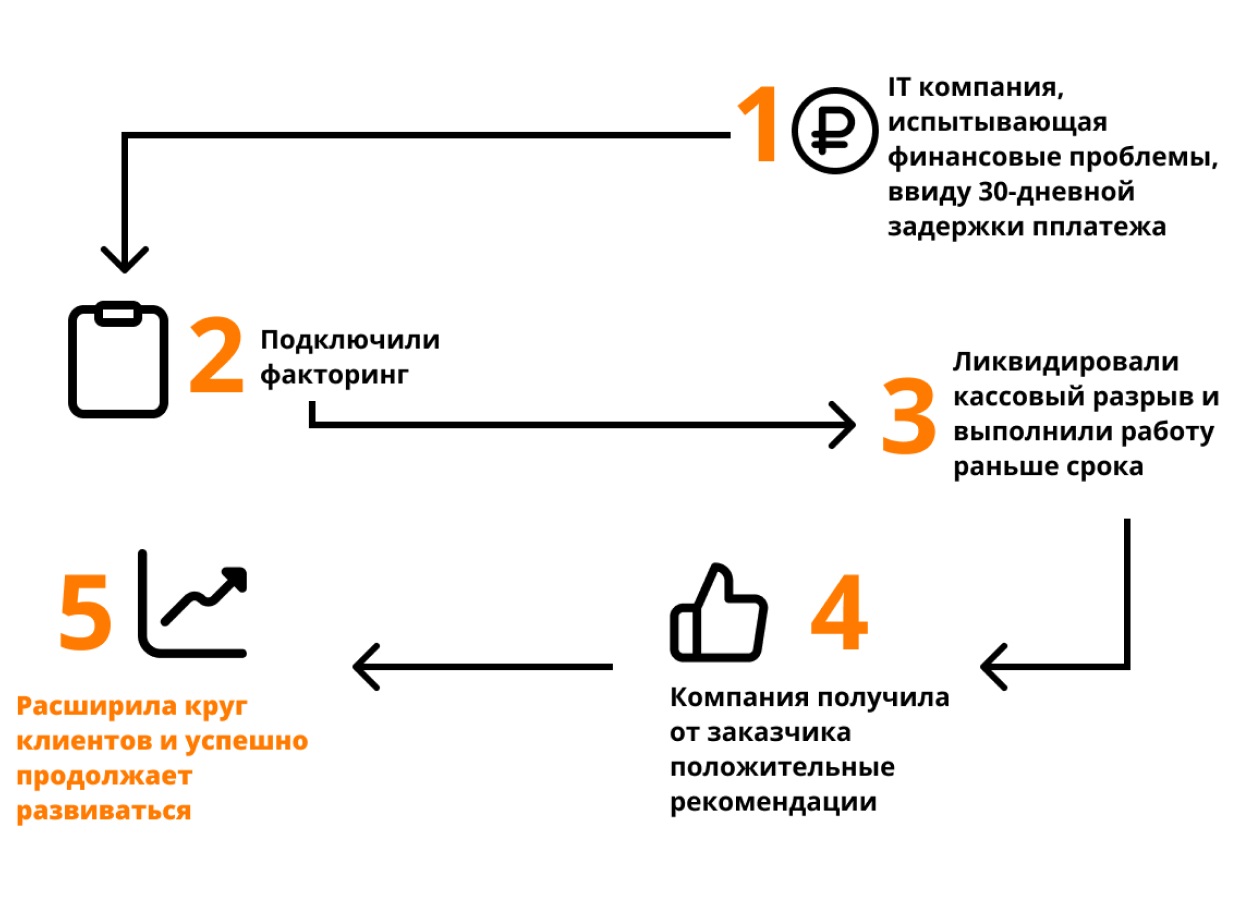 1
IT компания,
испытывающая
финансовые проблемы,
ввиду 30-дневной
задержки пплатежа
2
Подключили
факторинг
3
Ликвидировали
кассовый разрыв и
выполнили работу
раньше срока
4
Компания получила
от заказчика
положительные
рекомендации
5
Расширила круг
клиентов и успешно
продолжает
развиваться